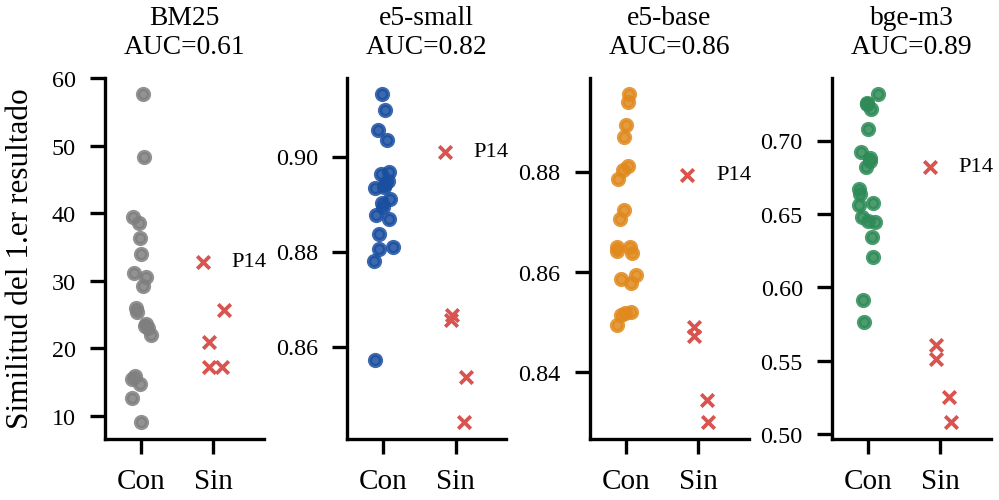 BM25
AUC=0.61
e5-small
AUC=0.82
e5-base
AUC=0.86
bge-m3
AUC=0.89
Similitud del 1.er resultado
60
50
40
30
20
10
P14
Con Sin
0.90
0.88
0.86
P14
Con Sin
0.88
0.86
0.84
P14
Con Sin
0.70
0.65
0.60
0.55
0.50
P14
Con Sin